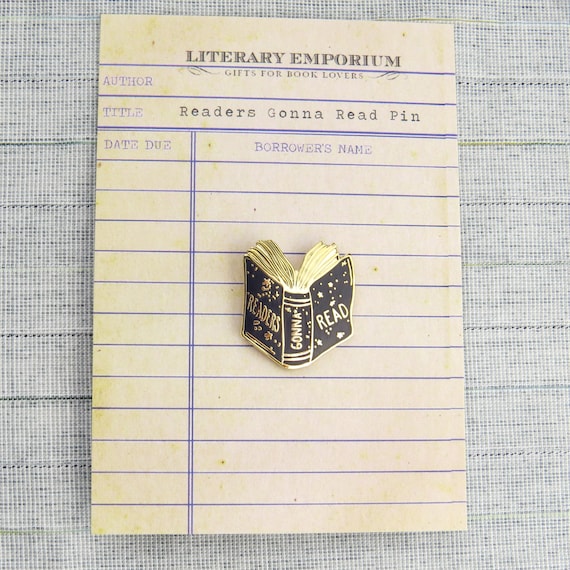 LITERARY EMPORIUM
GIFTS FOR BOOK LOVERS
AUTHOR
TITLE Readers Gonna Read Pin
DATE DUE BORROWER'S NAME
READERS
GONNA
READ